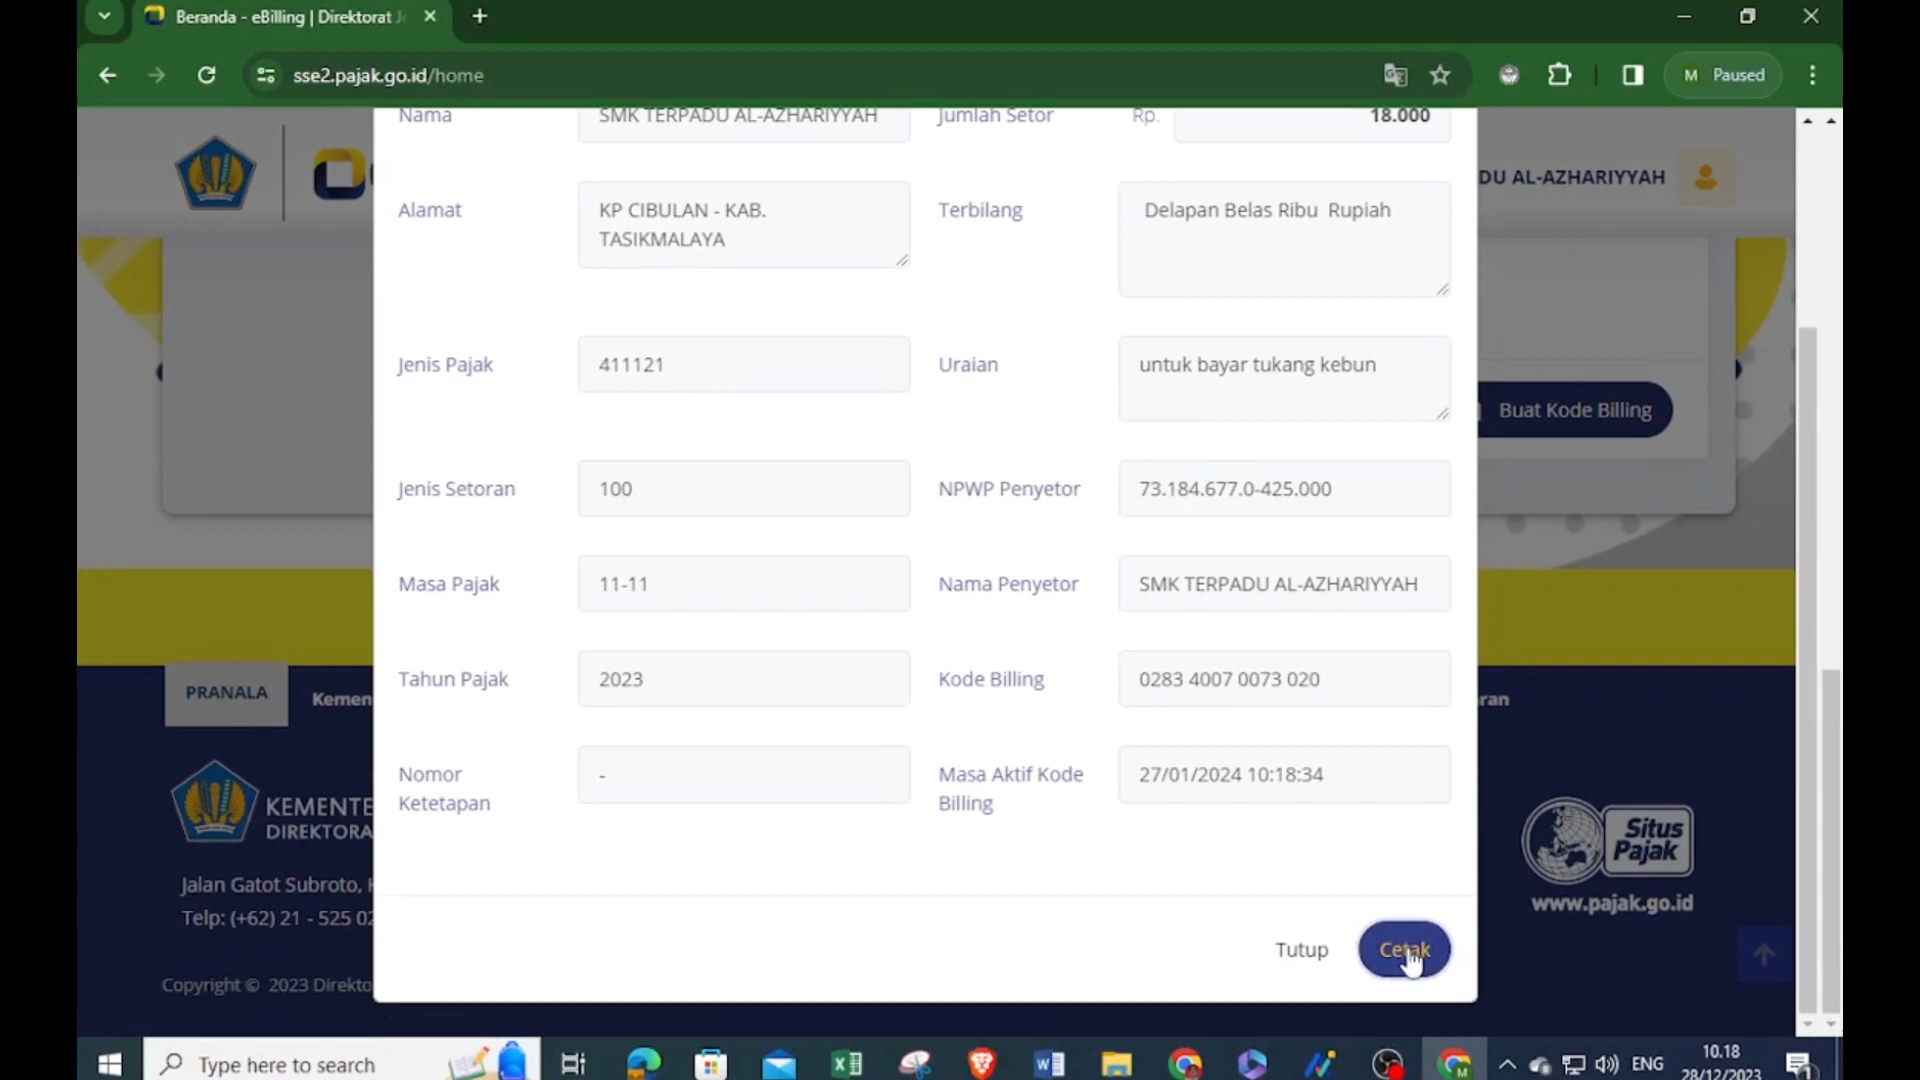 Beranda - eBilling | Direktorat J
sse2.pajak.go.id/home
M Paused
Nama
SMK TERPADU AL-AZHARIYYAH
Jumlah Setor
Rp.
18.000
DU AL-AZHARIYYAH
Alamat
KP CIBULAN - KAB.
TASIKMALAYA
Terbilang
Delapan Belas Ribu Rupiah
Jenis Pajak
411121
Uraian
untuk bayar tukang kebun
Buat Kode Billing
Jenis Setoran
100
NPWP Penyetor
73.184.677.0-425.000
Masa Pajak
11-11
Nama Penyetor
SMK TERPADU AL-AZHARIYYAH
Tahun Pajak
2023
Kode Billing
0283 4007 0073 020
PRANALA
Kemen
ran
Nomor
Ketetapan
-
Masa Aktif Kode
Billing
27/01/2024 10:18:34
KEMENTE
DIREKTORA
Situs
Pajak
www.pajak.go.id
Jalan Gatot Subroto,
Telp: (+62) 21 - 525 02
Tutup
Cetak
Copyright © 2023 Direkto
Type here to search
ENG
10.18
28/12/2023
1